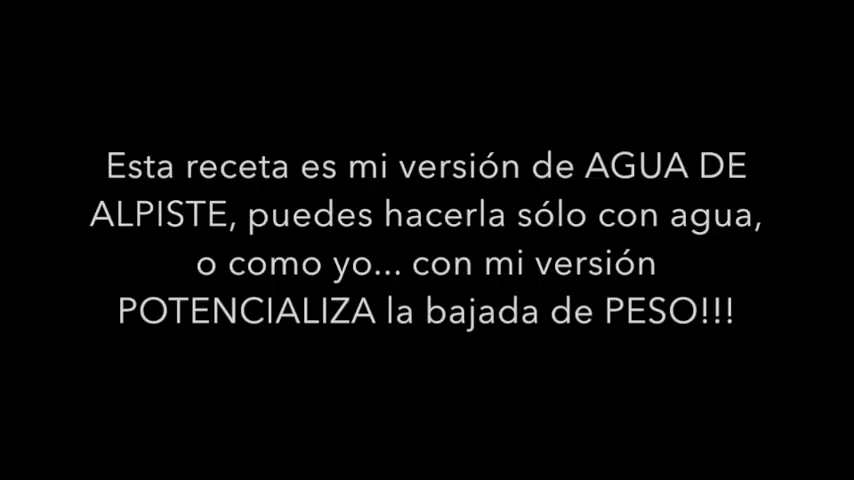 Esta receta es mi versión de AGUA DE
ALPISTE, puedes hacerla sólo con agua,
o como yo... con mi versión
POTENCIALIZA la bajada de PESO!!!